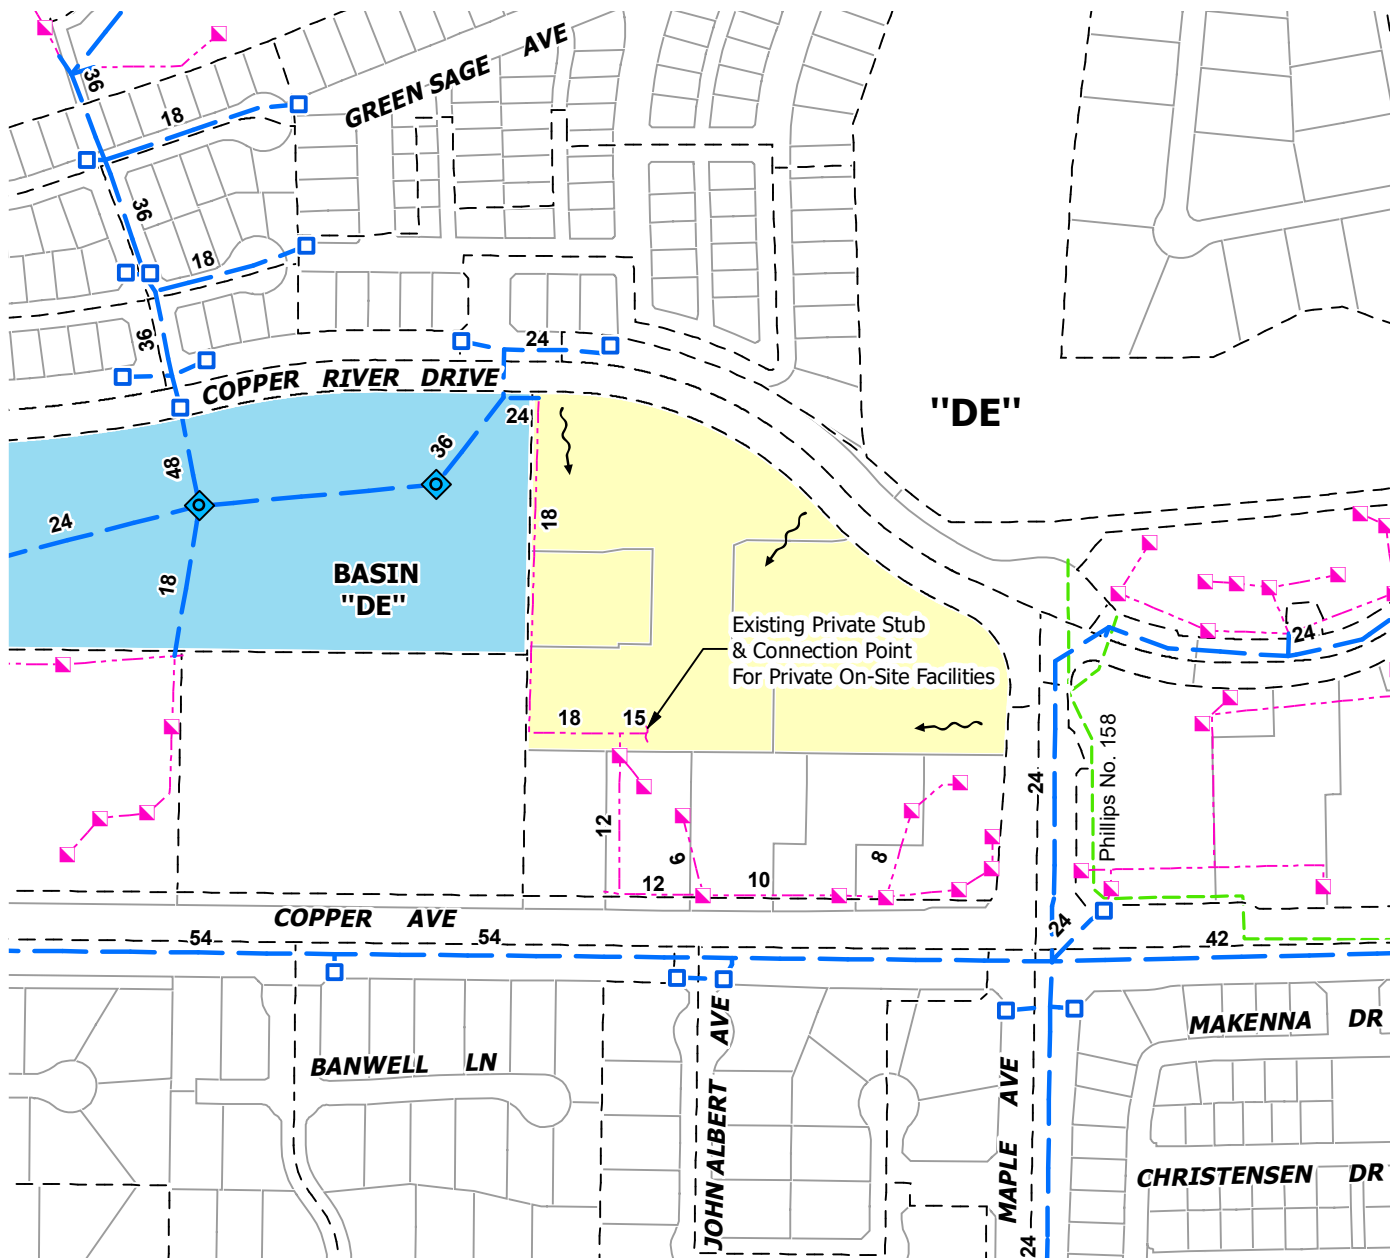 GREEN SAGE AVE
36
18
36
18
36
24
COPPER RIVER DRIVE
24
"DE"
36
48
24
18
18
BASIN
"DE"
Existing Private Stub
& Connection Point
For Private On-Site Facilities
24
18
15
Phillips No. 158
24
12
6
8
12
10
COPPER AVE
24
54
54
42
MAKENNA DR
BANWELL LN
JOHN ALBERT AVE
MAPLE AVE
CHRISTENSEN DR
24